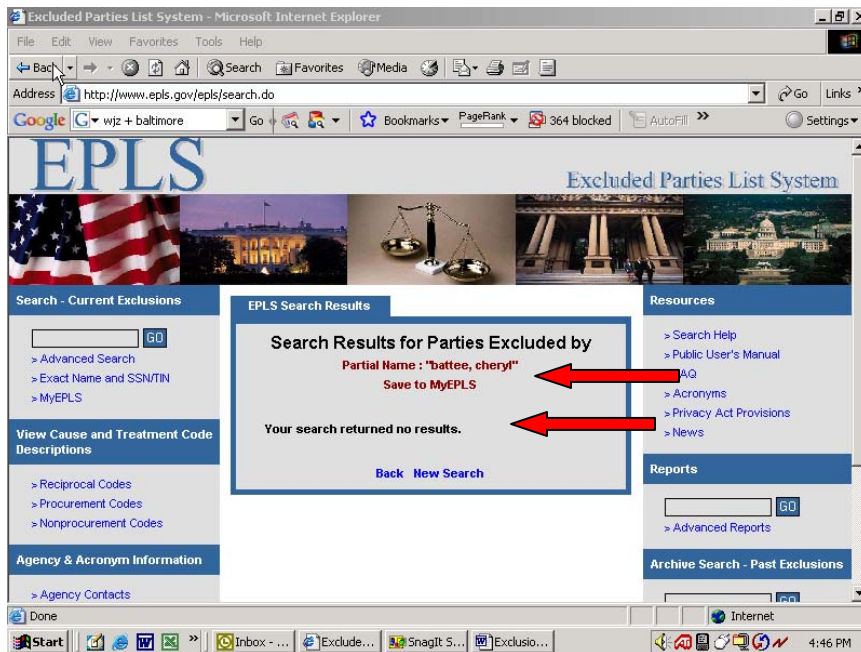 Excluded Parties List System - Microsoft Internet Explorer
File Edit View Favorites Tools Help
Back Search Favorites Media
Address http://www.epls.gov/epls/search.do Go Links »
Google G wjz + baltimore Go Bookmarks PageRank 364 blocked AutoFill » Settings
EPLS
Excluded Parties List System
Search - Current Exclusions
GO
> Advanced Search
> Exact Name and SSN/TIN
> MyEPLS
View Cause and Treatment Code
Descriptions
> Reciprocal Codes
> Procurement Codes
> Nonprocurement Codes
Agency & Acronym Information
> Agency Contacts
EPLS Search Results
Search Results for Parties Excluded by
Partial Name : "battee, cheryl"
Save to MyEPLS
Your search returned no results.
Back New Search
Resources
> Search Help
> Public User's Manual
AQ
> Acronyms
> Privacy Act Provisions
> News
Reports
GO
> Advanced Reports
Archive Search - Past Exclusions
GO
Done Internet
Start » Inbox - ... Exclude... SnagIt S... Exclusio... 4:46 PM